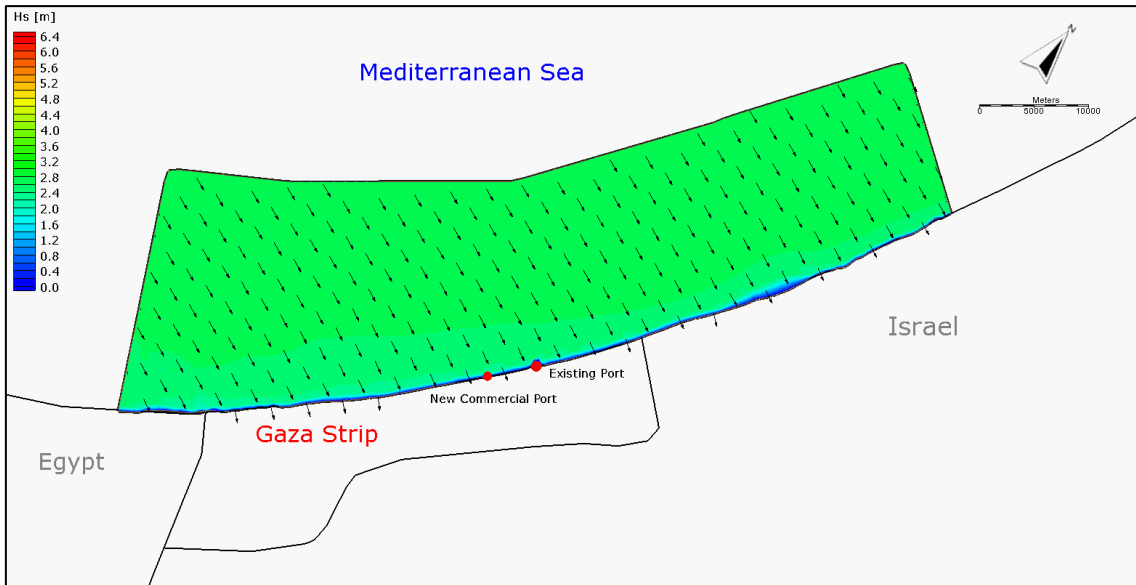 Hs [m]
6.4
6.0
5.6
5.2
4.8
4.4
4.0
3.6
3.2
2.8
2.4
2.0
1.6
1.2
0.8
0.4
0.0
Mediterranean Sea
N
Meters
0 5000 10000
Israel
Existing Port
New Commercial Port
Gaza Strip
Egypt